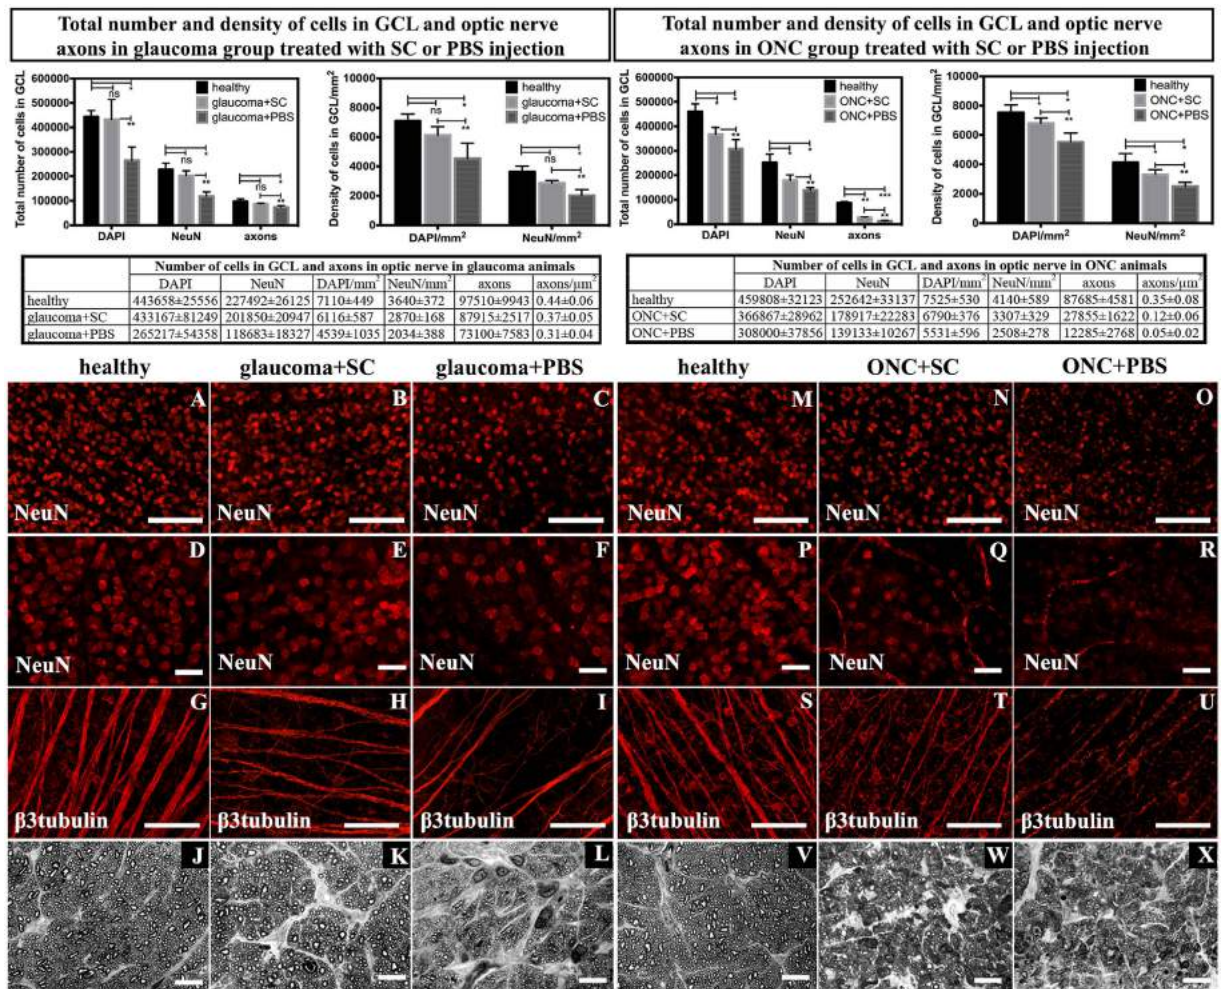 Total number and density of cells in GCL and optic nerve
axons in glaucoma group treated with SC or PBS injection
Total number and density of cells in GCL and optic nerve
axons in ONC group treated with SC or PBS injection
Total number of cells in GCL
600000
500000
400000
300000
200000
100000
0
healthy
glaucoma+SC
glaucoma+PBS
ns * **
ns * **
ns * **
DAPI NeuN axons
Density of cells in GCL/mm²
10000
8000
6000
4000
2000
0
healthy
glaucoma+SC
glaucoma+PBS
* ns **
* ns **
DAPI/mm² NeuN/mm²
Total number of cells in GCL
600000
500000
400000
300000
200000
100000
0
healthy
ONC+SC
ONC+PBS
* * **
* * **
*** ** **
DAPI NeuN axons
Density of cells in GCL/mm²
10000
8000
6000
4000
2000
0
healthy
ONC+SC
ONC+PBS
* * **
* * **
DAPI/mm² NeuN/mm²
Number of cells in GCL and axons in optic nerve in glaucoma animals
DAPI NeuN DAPI/mm² NeuN/mm² axons axons/µm²
healthy 443658±25556 227492±26125 7110±449 3640±372 97510±9943 0.44±0.06
glaucoma+SC 433167±81249 201850±20947 6116±587 2870±168 87915±2517 0.37±0.05
glaucoma+PBS 265217±54358 118683±18327 4539±1035 2034±388 73100±7583 0.31±0.04
Number of cells in GCL and axons in optic nerve in ONC animals
DAPI NeuN DAPI/mm² NeuN/mm² axons axons/µm²
healthy 459808±32123 252642±33137 7525±530 4140±589 87685±4581 0.35±0.08
ONC+SC 366867±28962 178917±22283 6790±376 3307±329 27855±1622 0.12±0.06
ONC+PBS 308000±37856 139133±10267 5531±596 2508±278 12285±2768 0.05±0.02
healthy glaucoma+SC glaucoma+PBS healthy ONC+SC ONC+PBS
A B C M N O
NeuN NeuN NeuN NeuN NeuN NeuN
D E F P Q R
NeuN NeuN NeuN NeuN NeuN NeuN
G H I S T U
β3tubulin β3tubulin β3tubulin β3tubulin β3tubulin β3tubulin
J K L V W X